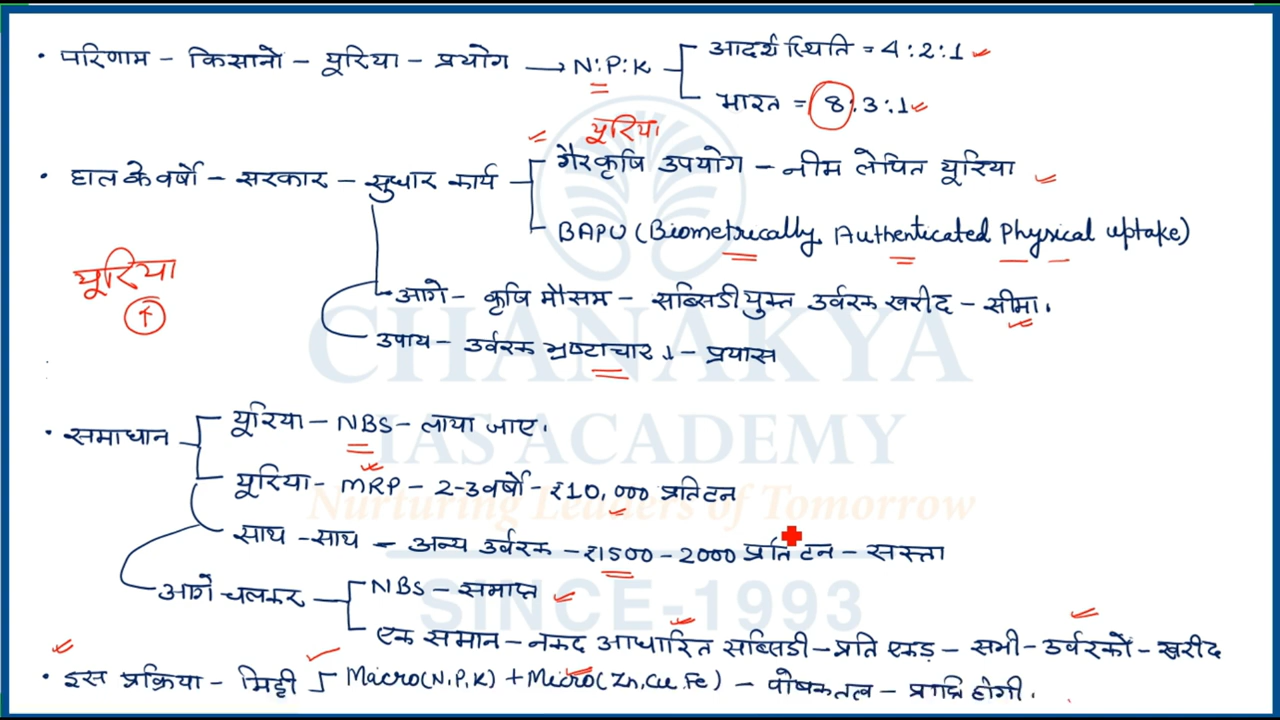 • परिणाम - किसानो - यूरिया - प्रयोग → N:P:K
आदर्श स्थिति = 4:2:1
भारत = 8:3:1
यूरिया
• हाल के वर्षों - सरकार - सुधार कार्य
गैर कृषि उपयोग - नीम लेपित यूरिया
BAPU (Biometrically Authenticated Physical uptake)
यूरिया ↑
आगे - कृषि मौसम - सब्सिडी युक्त उर्वरक खरीद - सीमा.
उपाय - उर्वरक भ्रष्टाचार ↓ - प्रयास
• समाधान
यूरिया - NBS - लाया जाए.
यूरिया - MRP - 2-3 वर्षों - ₹10,000 प्रति टन
साथ - साथ - अन्य उर्वरक - ₹1500 - 2000 प्रति टन - सस्ता
आगे चलकर
NBS - समाप्त
एक समान - नकद आधारित सब्सिडी - प्रति एकड़ - सभी - उर्वरकों - खरीद
• इस प्रक्रिया - मिट्टी Macro(N.P.K) + Micro(Zn,Cu,Fe) - पोषकतत्व - प्राप्ति होगी.
CHANAKYA
IAS ACADEMY
Nurturing Leaders of Tomorrow
SINCE-1993